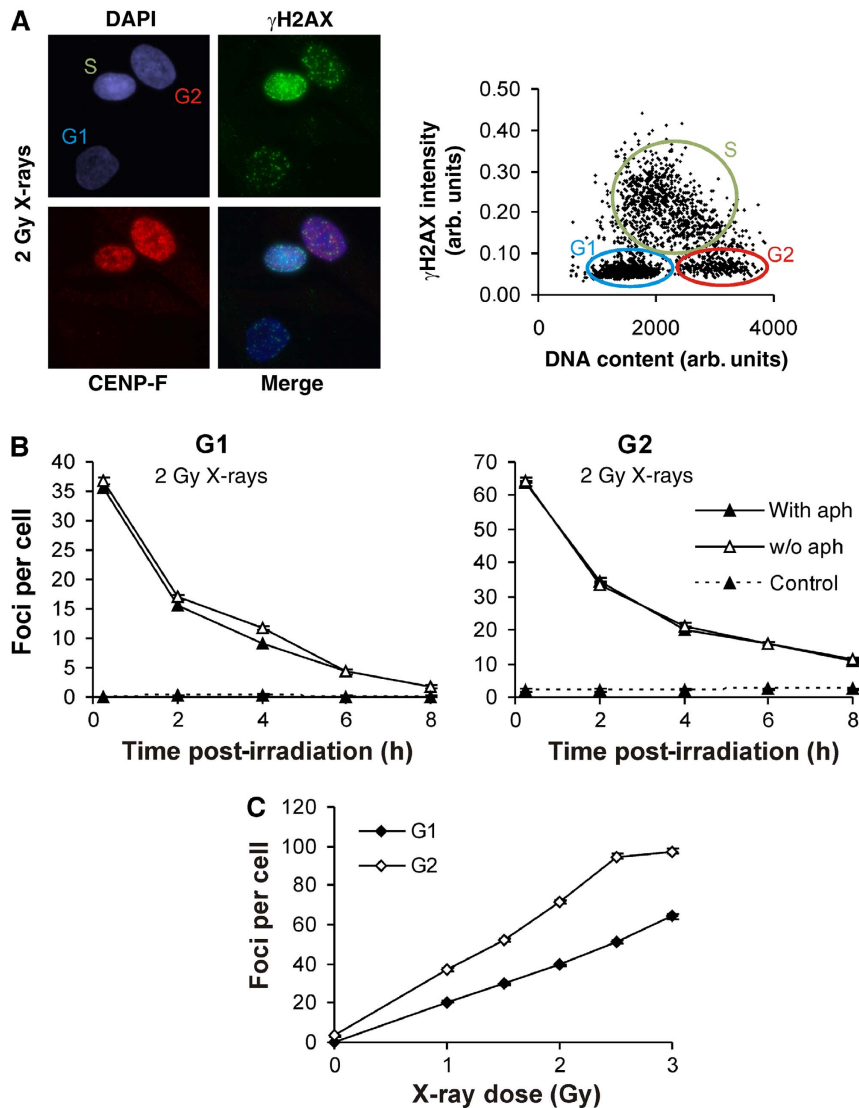 A
DAPI
γH2AX
S
G2
G1
2 Gy X-rays
CENP-F
Merge
γH2AX intensity
(arb. units)
0.50
0.40
0.30
0.20
0.10
0.00
S
G1
G2
0
2000
4000
DNA content (arb. units)
B
G1
2 Gy X-rays
Foci per cell
40
35
30
25
20
15
10
5
0
0
2
4
6
8
Time post-irradiation (h)
G2
2 Gy X-rays
70
60
50
40
30
20
10
0
With aph
w/o aph
Control
0
2
4
6
8
Time post-irradiation (h)
C
Foci per cell
120
100
80
60
40
20
0
G1
G2
0
1
2
3
X-ray dose (Gy)